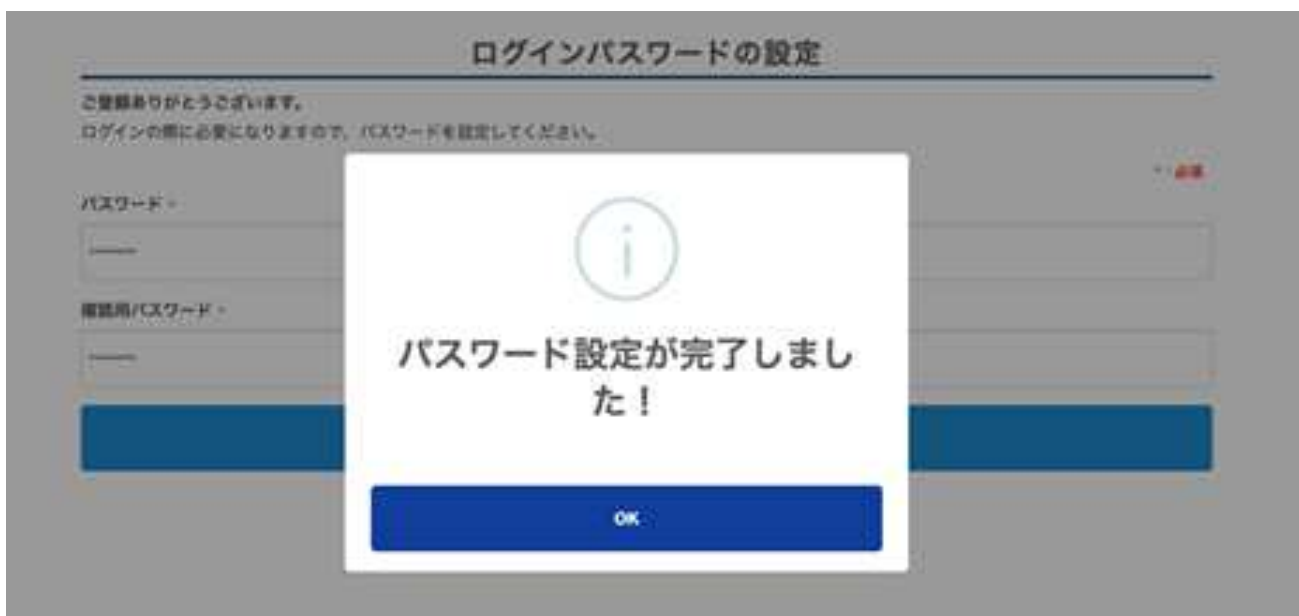 ログインパスワードの設定
ご登録ありがとうございます。
ログインの際に必要になりますので、パスワードを設定してください。
* : 必須
パスワード *
確認用パスワード *
パスワード設定が完了しまし
た！
OK